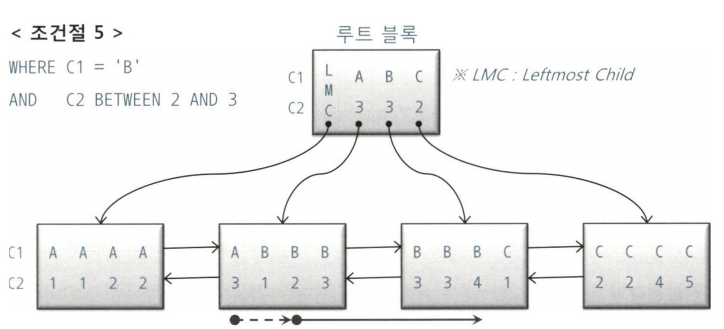 < 조건절 5 >
루트 블록
WHERE C1 = 'B'
AND C2 BETWEEN 2 AND 3
※ LMC : Leftmost Child
C1 LMC A B C
C2 3 3 2
C1 A A A A A B B B B B B C C C C C
C2 1 1 2 2 3 1 2 3 3 3 4 1 2 2 4 5